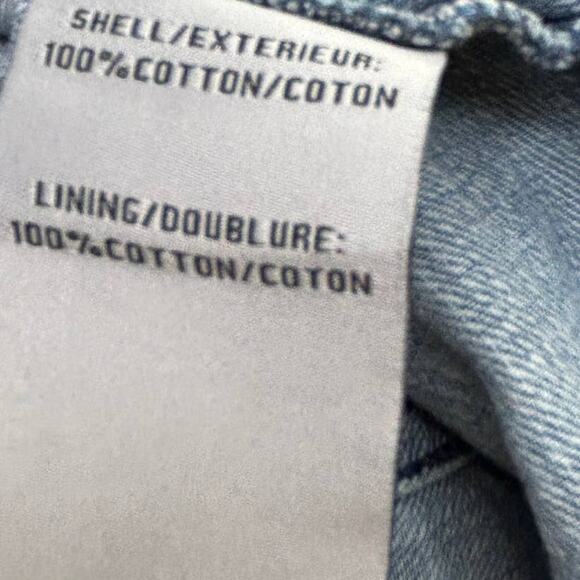 SHELL/EXTERIEUR:
100%COTTON/COTON
LINING/DOUBLURE:
100%COTTON/COTON